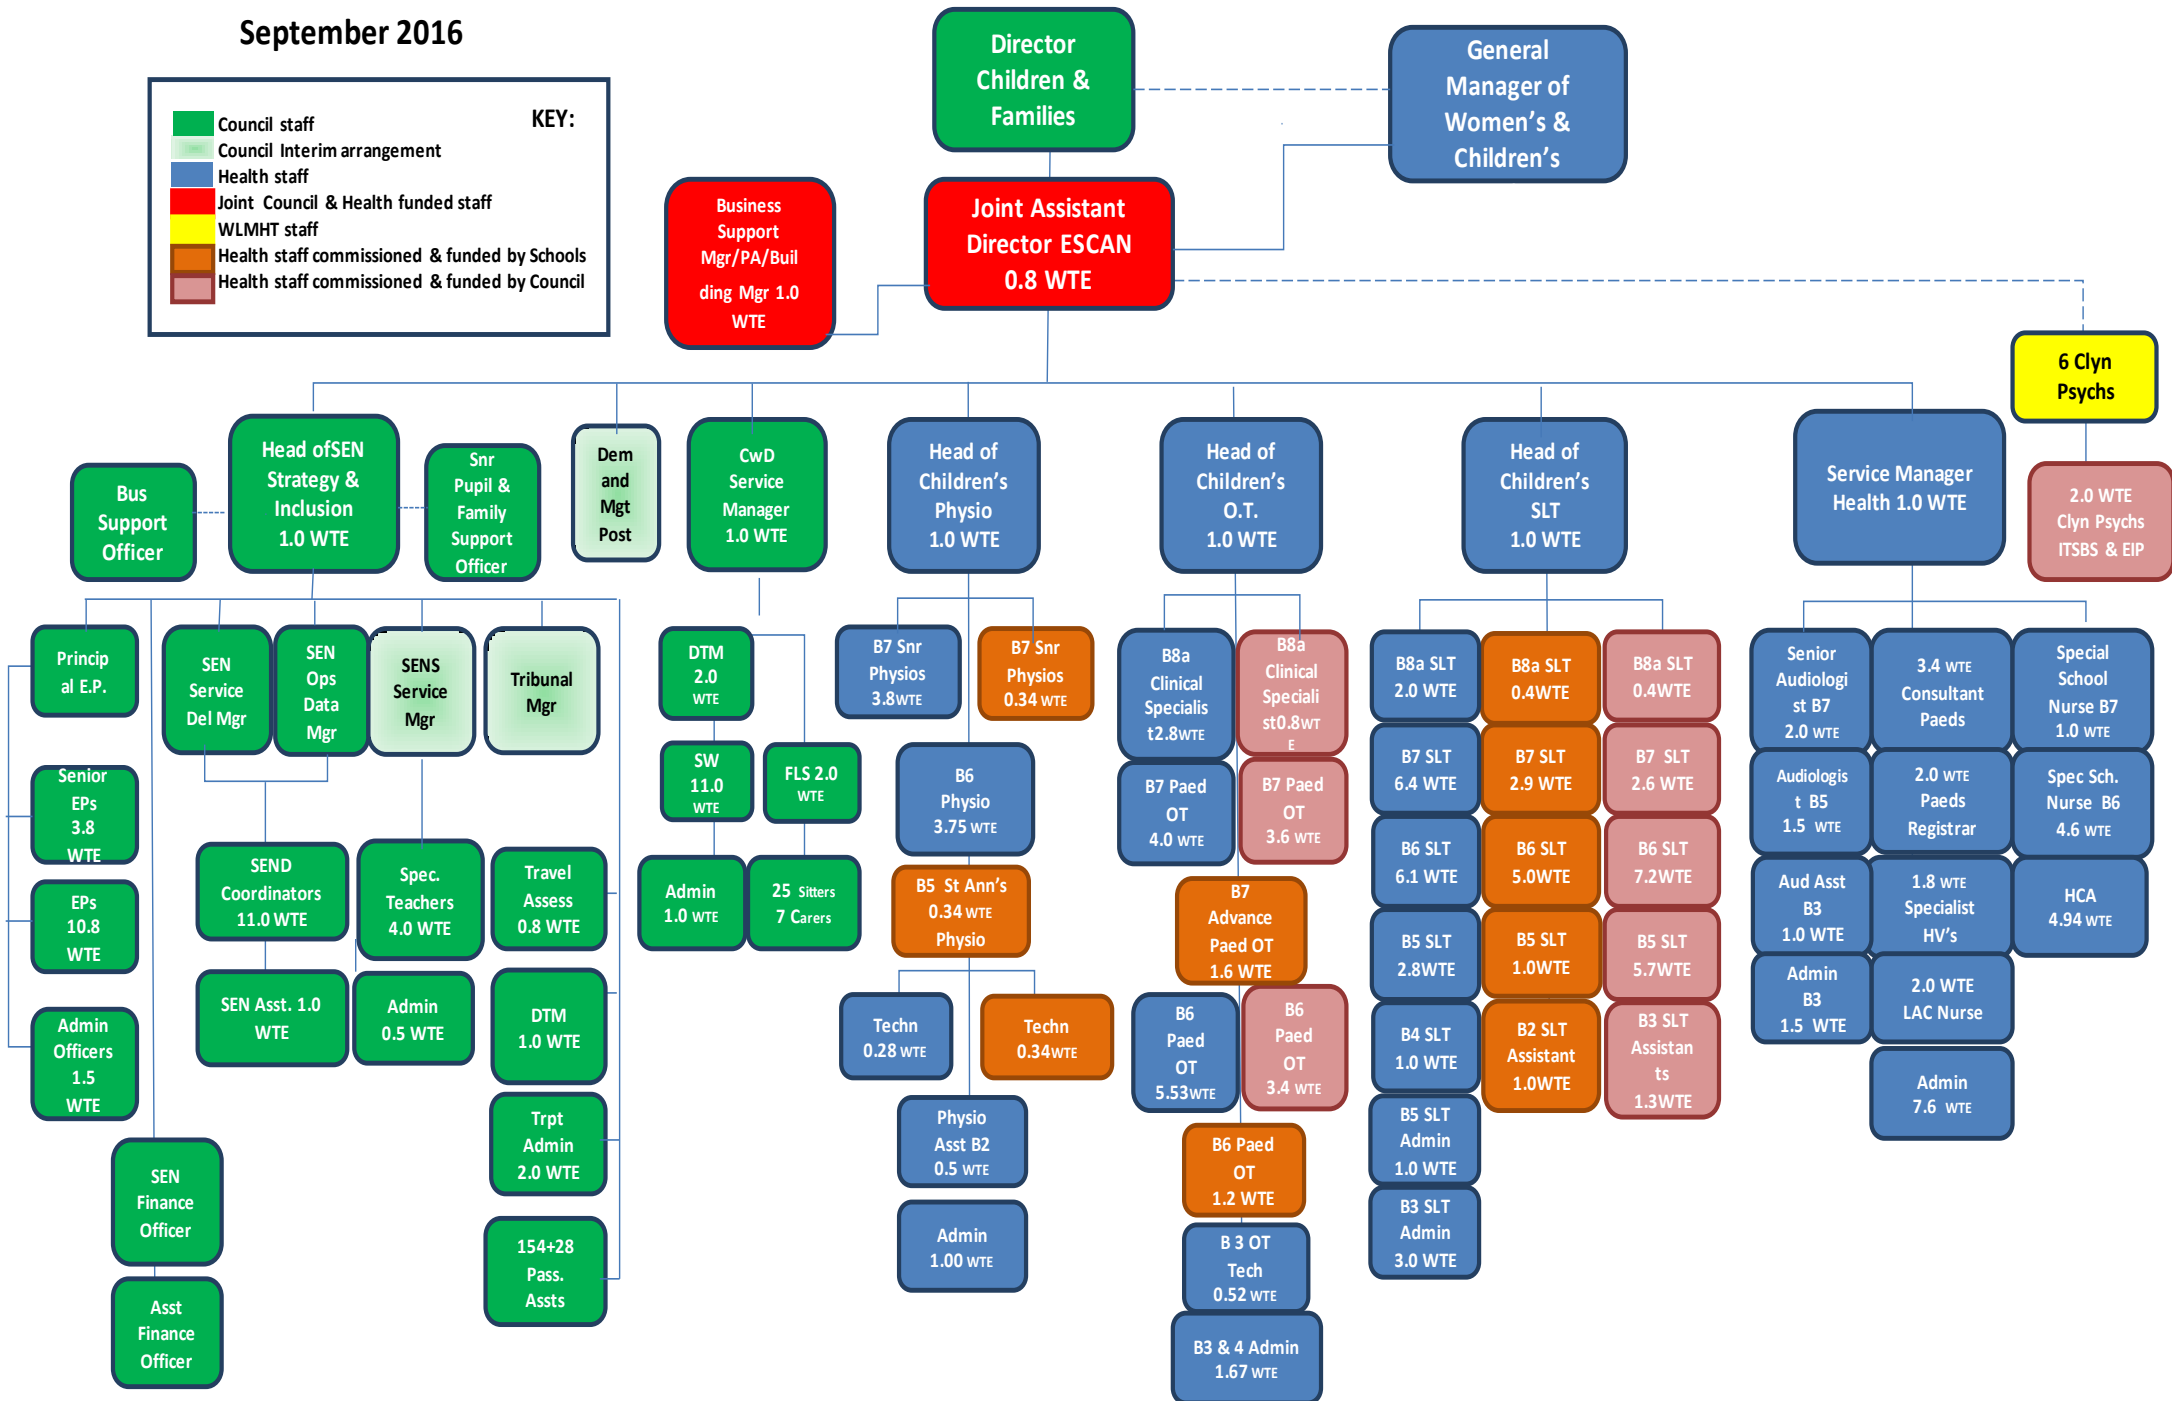 September 2016
KEY:
Council staff
Council Interim arrangement
Health staff
Joint Council & Health funded staff
WLMHT staff
Health staff commissioned & funded by Schools
Health staff commissioned & funded by Council
Director
Children &
Families
General
Manager of
Women's &
Children's
Business
Support
Mgr/PA/Buil
ding Mgr 1.0
WTE
Joint Assistant
Director ESCAN
0.8 WTE
6 Clyn
Psychs
2.0 WTE
Clyn Psychs
ITSBS & EIP
Bus
Support
Officer
Head ofSEN
Strategy &
Inclusion
1.0 WTE
Snr
Pupil &
Family
Support
Officer
Dem
and
Mgt
Post
CwD
Service
Manager
1.0 WTE
Head of
Children's
Physio
1.0 WTE
Head of
Children's
O.T.
1.0 WTE
Head of
Children's
SLT
1.0 WTE
Service Manager
Health 1.0 WTE
Princip
al E.P.
Senior
EPs
3.8
WTE
EPs
10.8
WTE
Admin
Officers
1.5
WTE
SEN
Finance
Officer
Asst
Finance
Officer
SEN
Service
Del Mgr
SEN
Ops
Data
Mgr
SEND
Coordinators
11.0 WTE
SEN Asst. 1.0
WTE
SENS
Service
Mgr
Spec.
Teachers
4.0 WTE
Admin
0.5 WTE
Tribunal
Mgr
Travel
Assess
0.8 WTE
DTM
1.0 WTE
Trpt
Admin
2.0 WTE
154+28
Pass.
Assts
DTM
2.0
WTE
SW
11.0
WTE
Admin
1.0 WTE
FLS 2.0
WTE
25 Sitters
7 Carers
B7 Snr
Physios
3.8WTE
B7 Snr
Physios
0.34 WTE
B6
Physio
3.75 WTE
B5 St Ann's
0.34 WTE
Physio
Techn
0.28 WTE
Techn
0.34WTE
Physio
Asst B2
0.5 WTE
Admin
1.00 WTE
B8a
Clinical
Specialis
t2.8WTE
B8a
Clinical
Speciali
st0.8WT
E
B7 Paed
OT
4.0 WTE
B7 Paed
OT
3.6 WTE
B7
Advance
Paed OT
1.6 WTE
B6
Paed
OT
5.53WTE
B6
Paed
OT
3.4 WTE
B6 Paed
OT
1.2 WTE
B 3 OT
Tech
0.52 WTE
B3 & 4 Admin
1.67 WTE
B8a SLT
2.0 WTE
B8a SLT
0.4WTE
B8a SLT
0.4WTE
B7 SLT
6.4 WTE
B7 SLT
2.9 WTE
B7 SLT
2.6 WTE
B6 SLT
6.1 WTE
B6 SLT
5.0WTE
B6 SLT
7.2WTE
B5 SLT
2.8WTE
B5 SLT
1.0WTE
B5 SLT
5.7WTE
B4 SLT
1.0 WTE
B2 SLT
Assistant
1.0WTE
B3 SLT
Assistan
ts
1.3WTE
B5 SLT
Admin
1.0 WTE
B3 SLT
Admin
3.0 WTE
Senior
Audiologi
st B7
2.0 WTE
3.4 WTE
Consultant
Paeds
Special
School
Nurse B7
1.0 WTE
Audiologis
t B5
1.5 WTE
2.0 WTE
Paeds
Registrar
Spec Sch.
Nurse B6
4.6 WTE
Aud Asst
B3
1.0 WTE
1.8 WTE
Specialist
HV's
HCA
4.94 WTE
Admin
B3
1.5 WTE
2.0 WTE
LAC Nurse
Admin
7.6 WTE